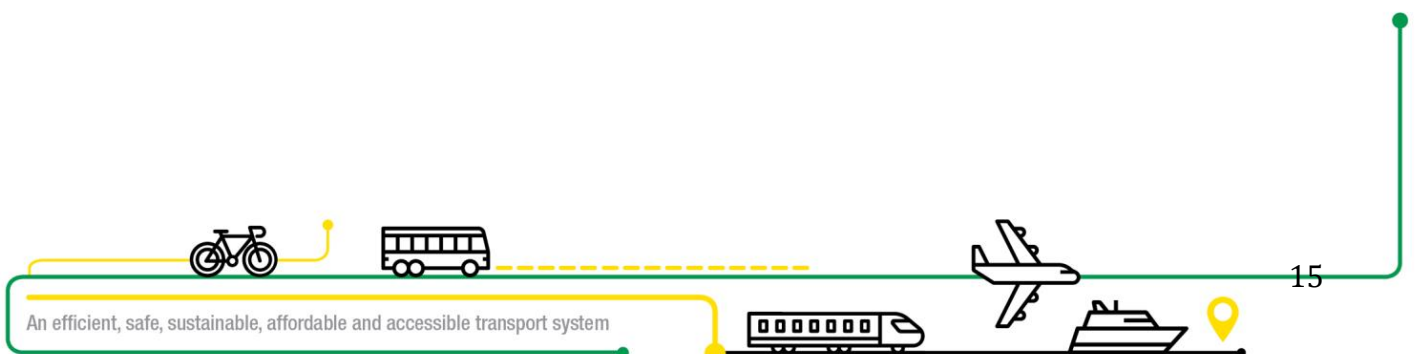 15
An efficient, safe, sustainable, affordable and accessible transport system